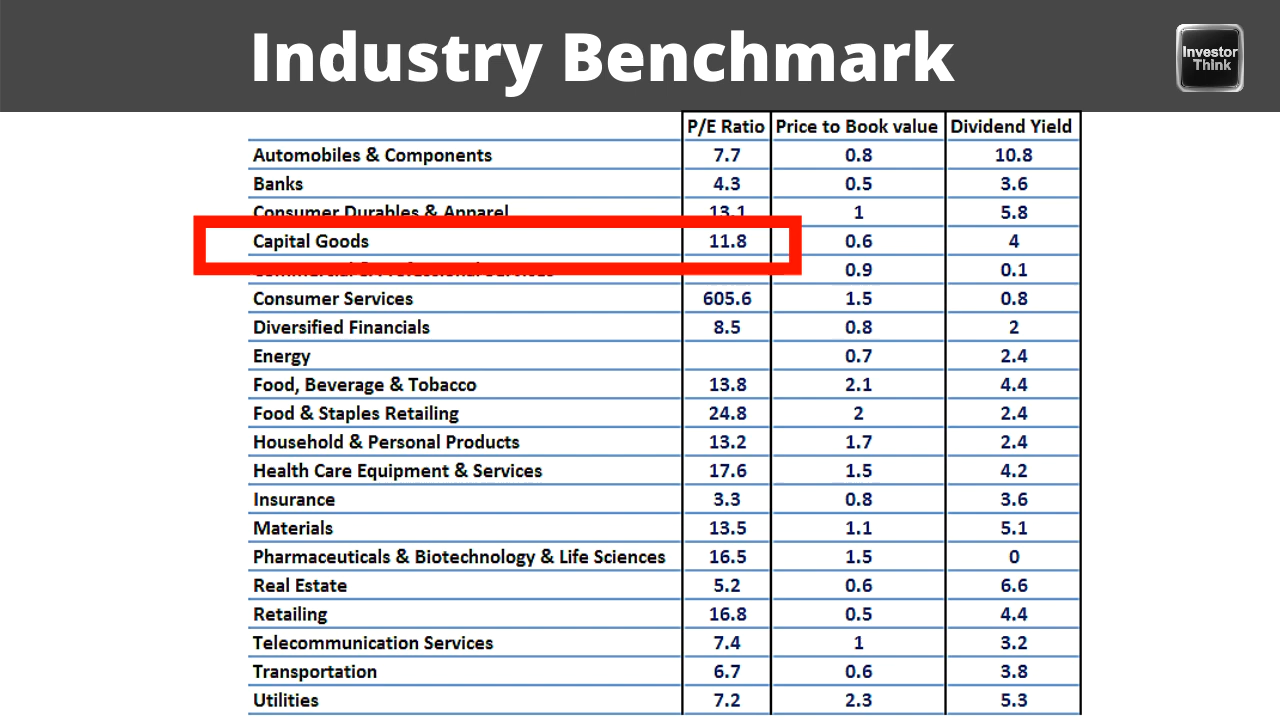 Industry Benchmark
Investor
Think
P/E Ratio Price to Book value Dividend Yield
Automobiles & Components 7.7 0.8 10.8
Banks 4.3 0.5 3.6
Consumer Durables & Apparel 13.1 1 5.8
Capital Goods 11.8 0.6 4
Commercial & Professional Services 0.9 0.1
Consumer Services 605.6 1.5 0.8
Diversified Financials 8.5 0.8 2
Energy 0.7 2.4
Food, Beverage & Tobacco 13.8 2.1 4.4
Food & Staples Retailing 24.8 2 2.4
Household & Personal Products 13.2 1.7 2.4
Health Care Equipment & Services 17.6 1.5 4.2
Insurance 3.3 0.8 3.6
Materials 13.5 1.1 5.1
Pharmaceuticals & Biotechnology & Life Sciences 16.5 1.5 0
Real Estate 5.2 0.6 6.6
Retailing 16.8 0.5 4.4
Telecommunication Services 7.4 1 3.2
Transportation 6.7 0.6 3.8
Utilities 7.2 2.3 5.3